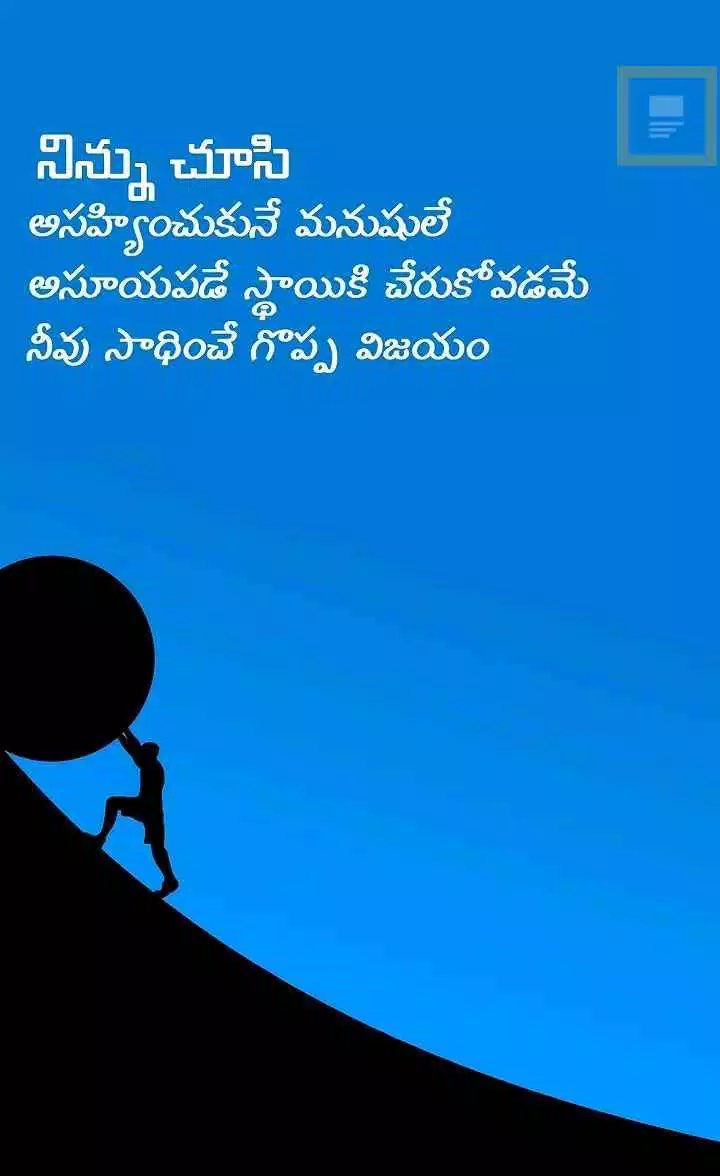 నిన్ను చూసి
అసహ్యించుకునే మనుషులే
అసూయపడే స్థాయికి చేరుకోవడమే
నీవు సాధించే గొప్ప విజయం